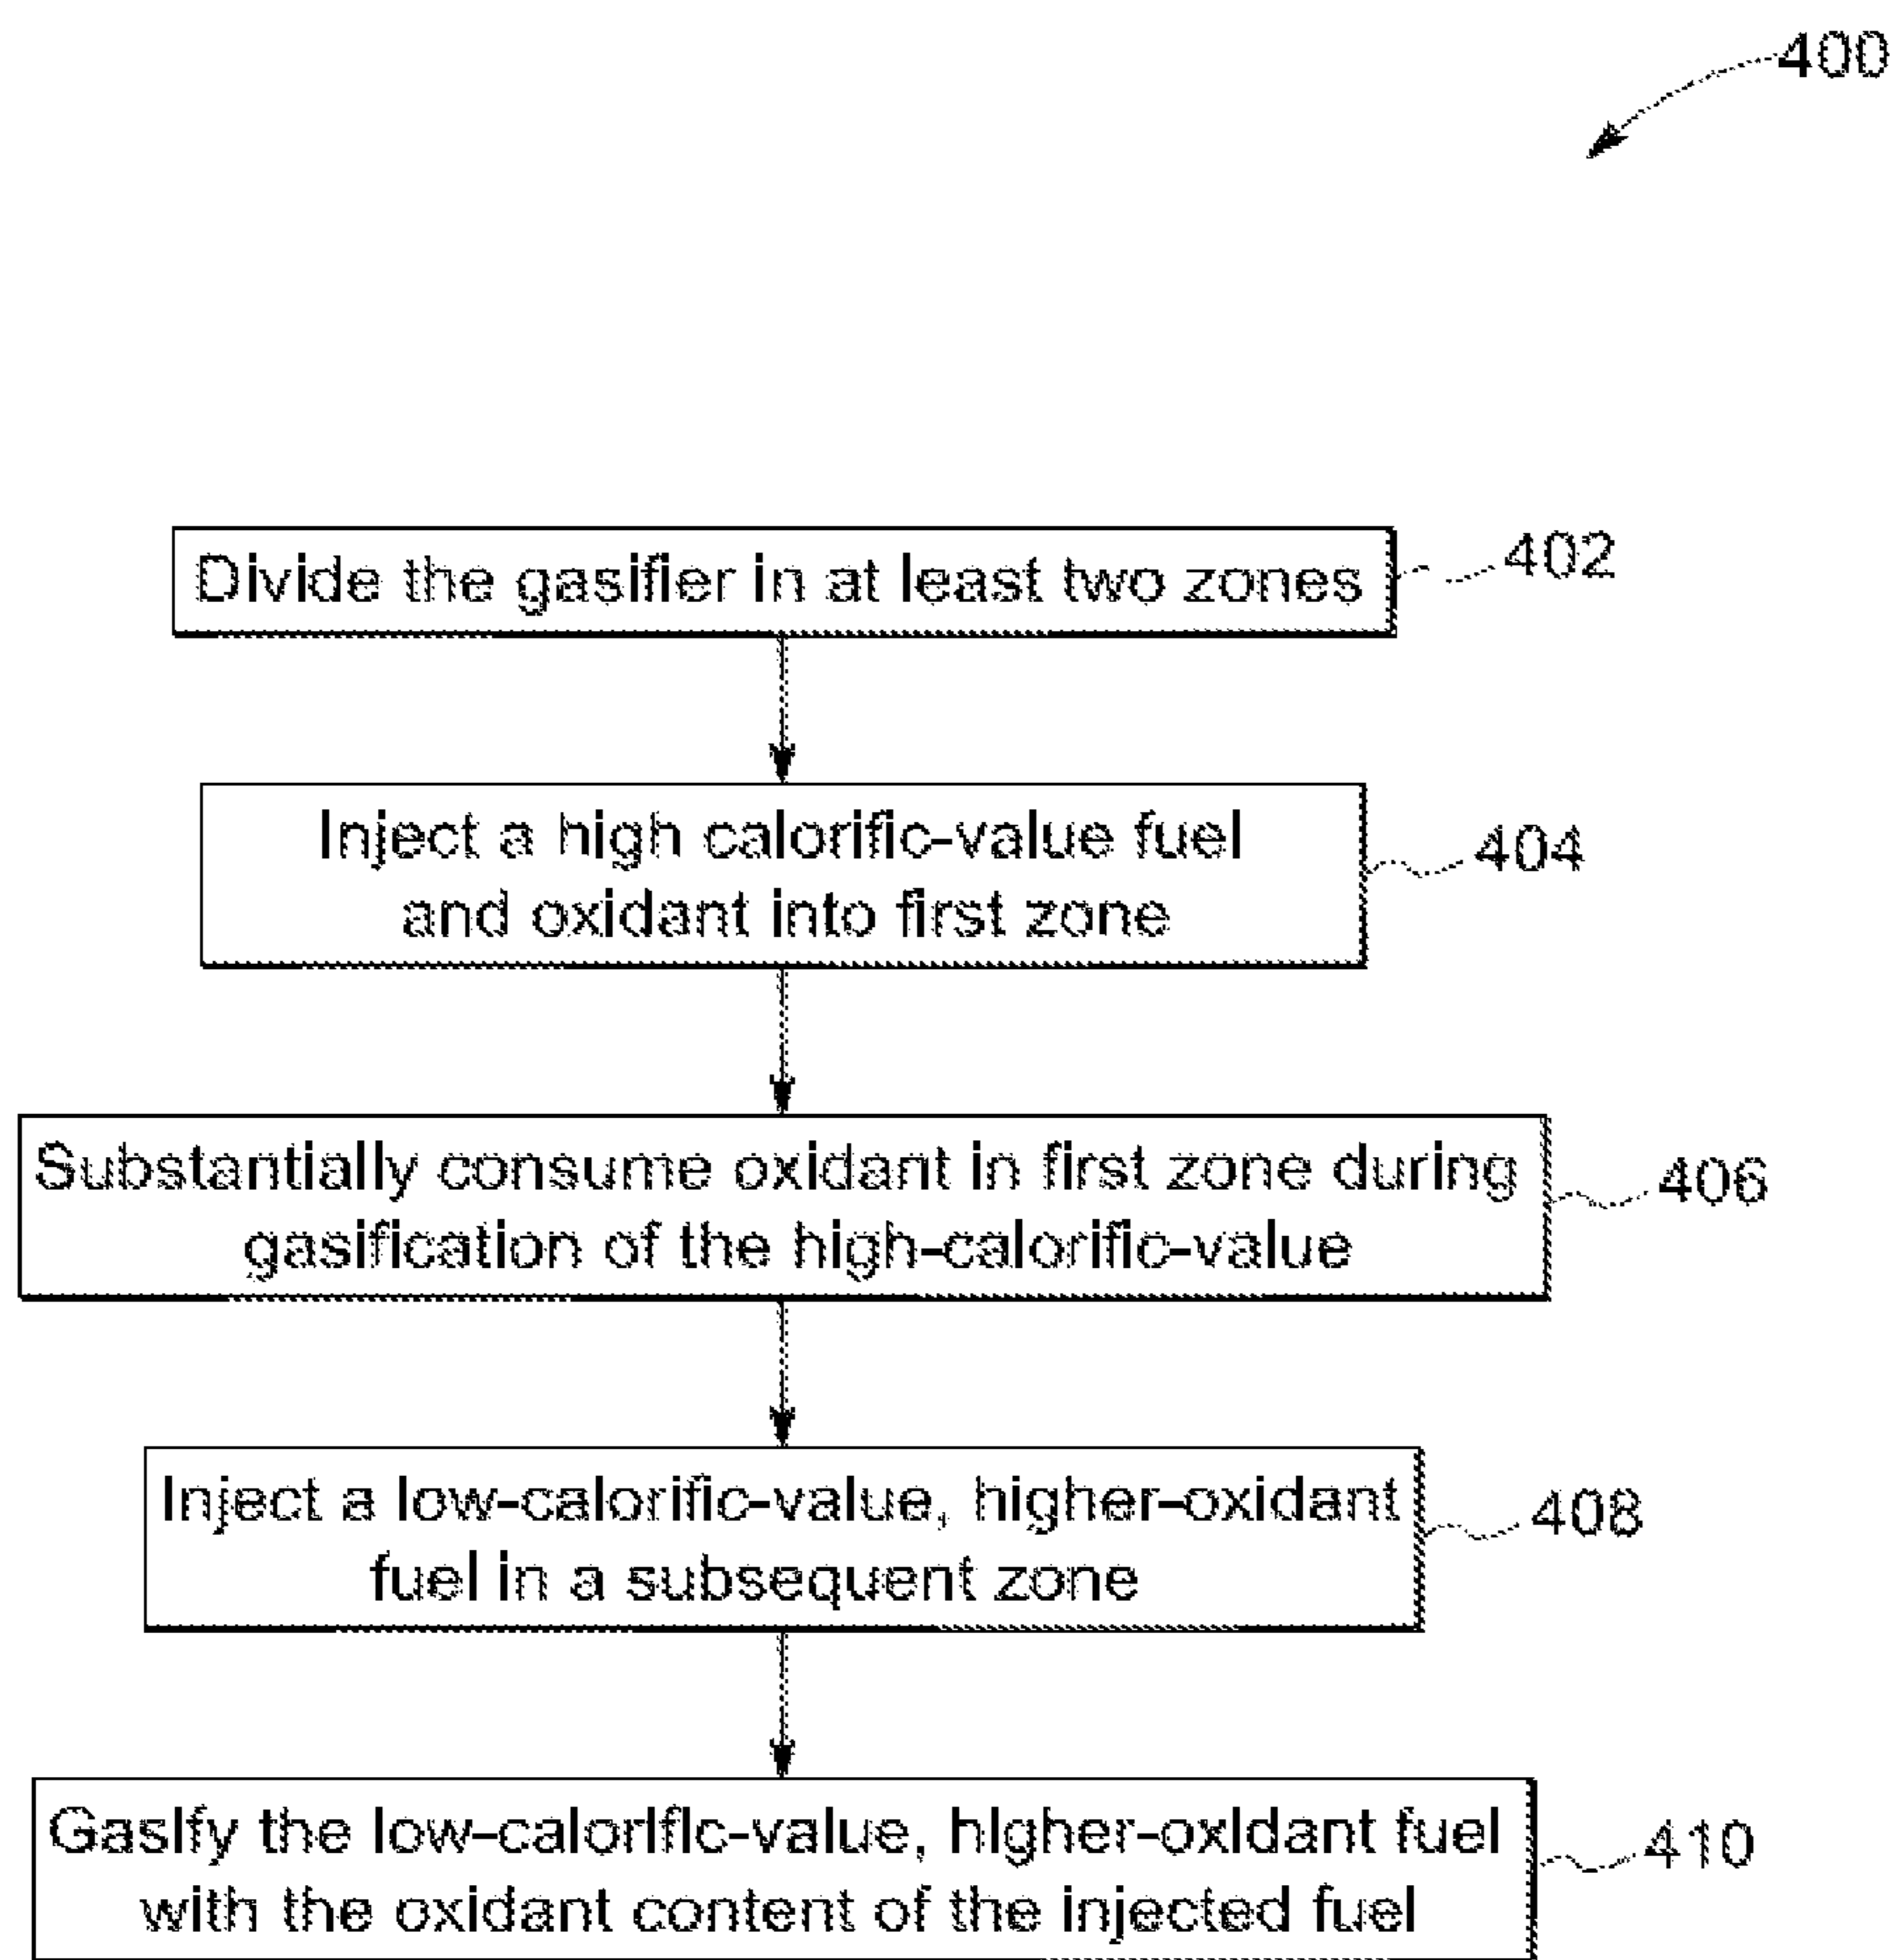 400
Divide the gasifier in at least two zones
402
Inject a high calorific-value fuel
and oxidant into first zone
404
Substantially consume oxidant in first zone during
gasification of the high-calorific-value
406
Inject a low-calorific-value, higher-oxidant
fuel in a subsequent zone
408
Gasify the low-calorific-value, higher-oxidant fuel
with the oxidant content of the injected fuel
410